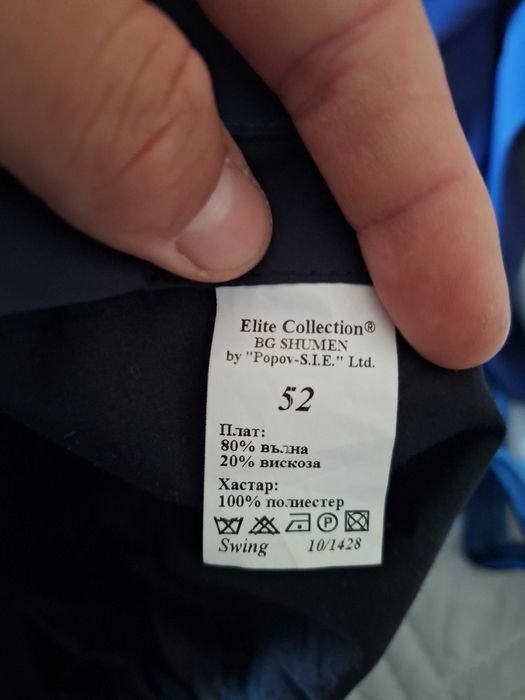 Elite Collection®
BG SHUMEN
by "Popov-S.I.E." Ltd.
52
Плат:
80% вълна
20% вискоза
Хастар:
100% полиестер
P
Swing 10/1428